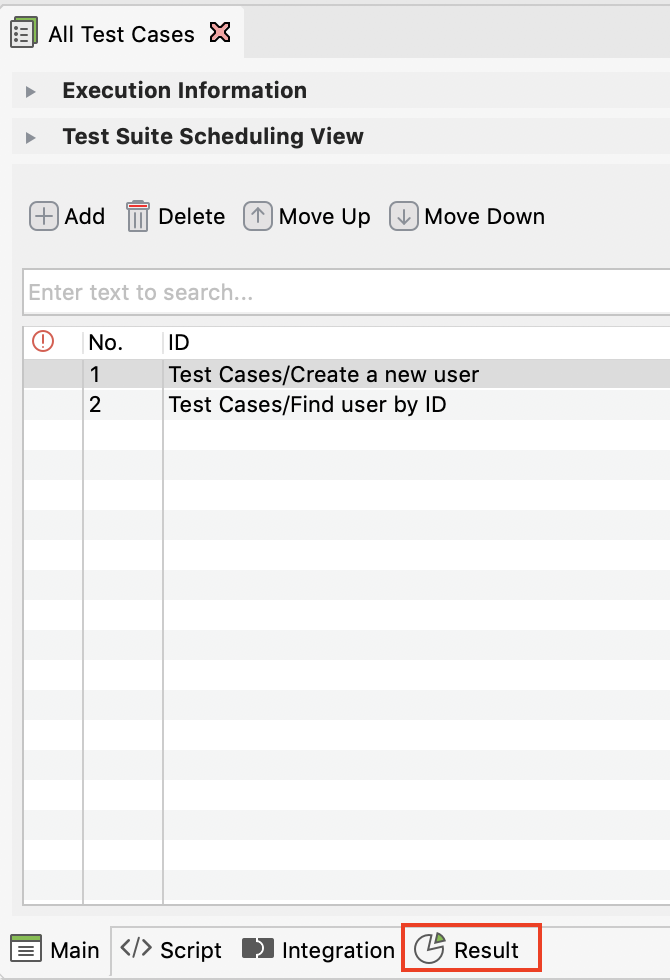 All Test Cases
Execution Information
Test Suite Scheduling View
Add Delete Move Up Move Down
Enter text to search...
No. ID
1 Test Cases/Create a new user
2 Test Cases/Find user by ID
Main Script Integration Result